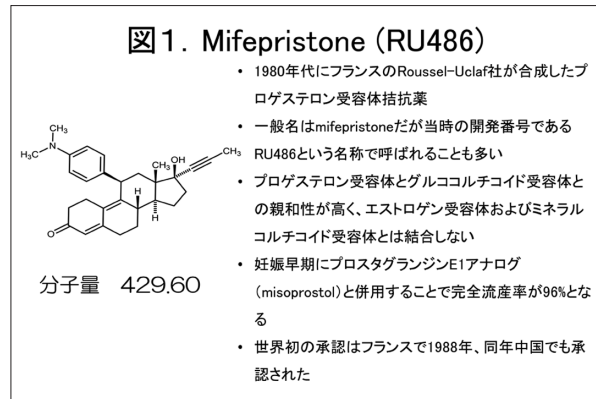 図1．Mifepristone (RU486)
• 1980年代にフランスのRoussel-Uclaf社が合成したプ
ロゲステロン受容体拮抗薬
• 一般名はmifepristoneだが当時の開発番号である
RU486という名称で呼ばれることも多い
• プロゲステロン受容体とグルココルチコイド受容体と
の親和性が高く、エストロゲン受容体およびミネラル
コルチコイド受容体とは結合しない
• 妊娠早期にプロスタグランジンE1アナログ
(misoprostol)と併用することで完全流産率が96%とな
る
• 世界初の承認はフランスで1988年、同年中国でも承
認された
CH₃
H₃C
N
CH₃
OH
CH₃
H
H
H
O
分子量　429.60